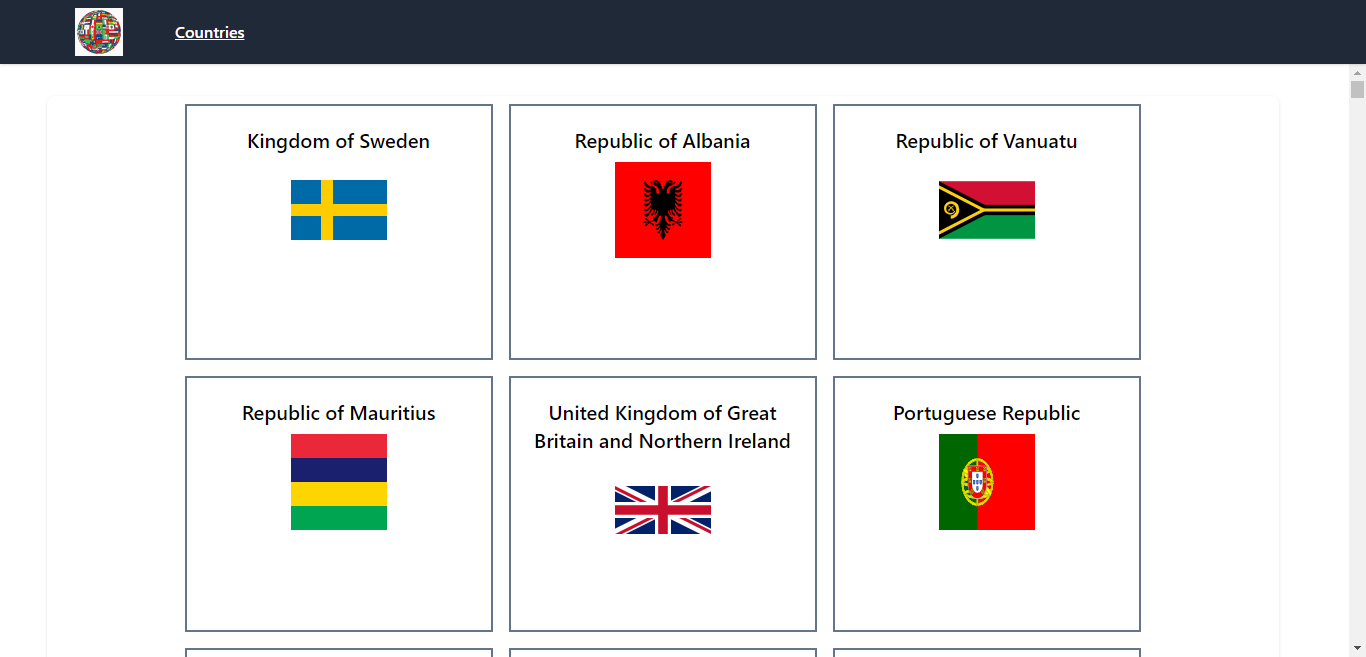 Countries
Kingdom of Sweden
Republic of Albania
Republic of Vanuatu
Republic of Mauritius
United Kingdom of Great
Britain and Northern Ireland
Portuguese Republic